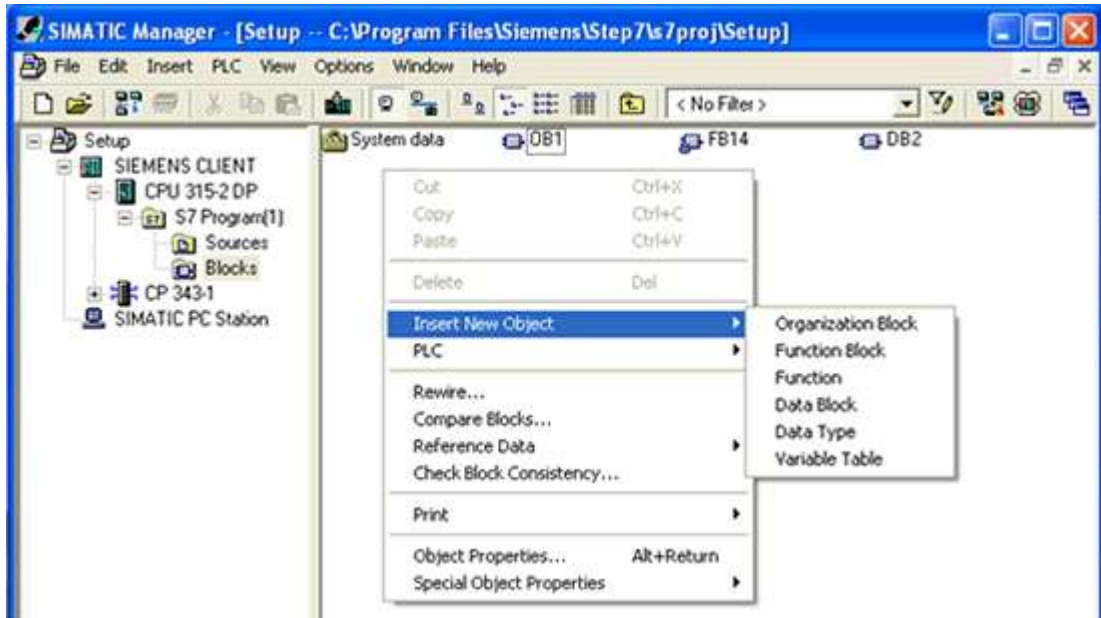 SIMATIC Manager - [Setup -- C:\Program Files\Siemens\Step7\s7proj\Setup]
File Edit Insert PLC View Options Window Help
< No Filter >
Setup
SIEMENS CLIENT
CPU 315-2 DP
S7 Program(1)
Sources
Blocks
CP 343-1
SIMATIC PC Station
System data OB1 FB14 DB2
Cut Ctrl+X
Copy Ctrl+C
Paste Ctrl+V
Delete Del
Insert New Object
PLC
Rewire...
Compare Blocks...
Reference Data
Check Block Consistency...
Print
Object Properties... Alt+Return
Special Object Properties
Organization Block
Function Block
Function
Data Block
Data Type
Variable Table